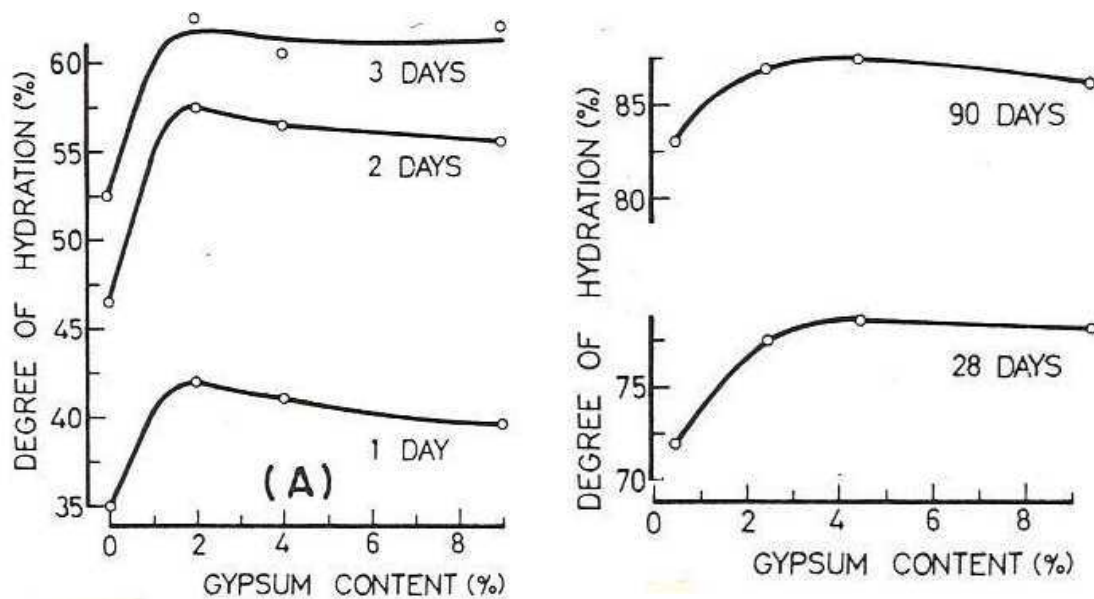 DEGREE OF HYDRATION (%)
60
55
50
45
40
35
3 DAYS
2 DAYS
1 DAY
(A)
0 2 4 6 8
GYPSUM CONTENT (%)
DEGREE OF HYDRATION (%)
85
80
75
70
90 DAYS
28 DAYS
0 2 4 6 8
GYPSUM CONTENT (%)